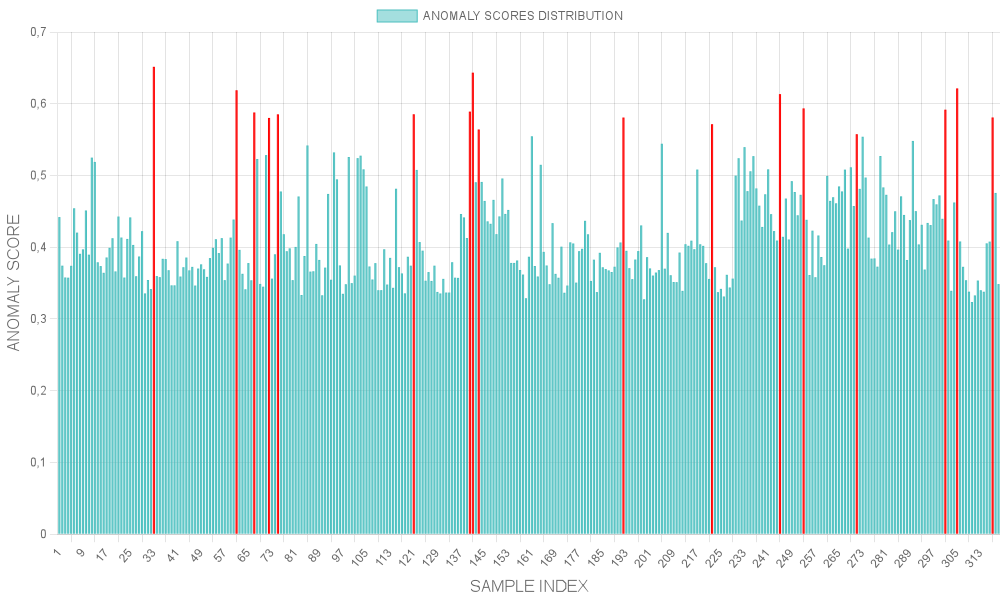 ANOMALY SCORES DISTRIBUTION
0,7
0,6
0,5
0,4
0,3
0,2
0,1
0
ANOMALY SCORE
1 9 17 25 33 41 49 57 65 73 81 89 97 105 113 121 129 137 145 153 161 169 177 185 193 201 209 217 225 233 241 249 257 265 273 281 289 297 305 313
SAMPLE INDEX